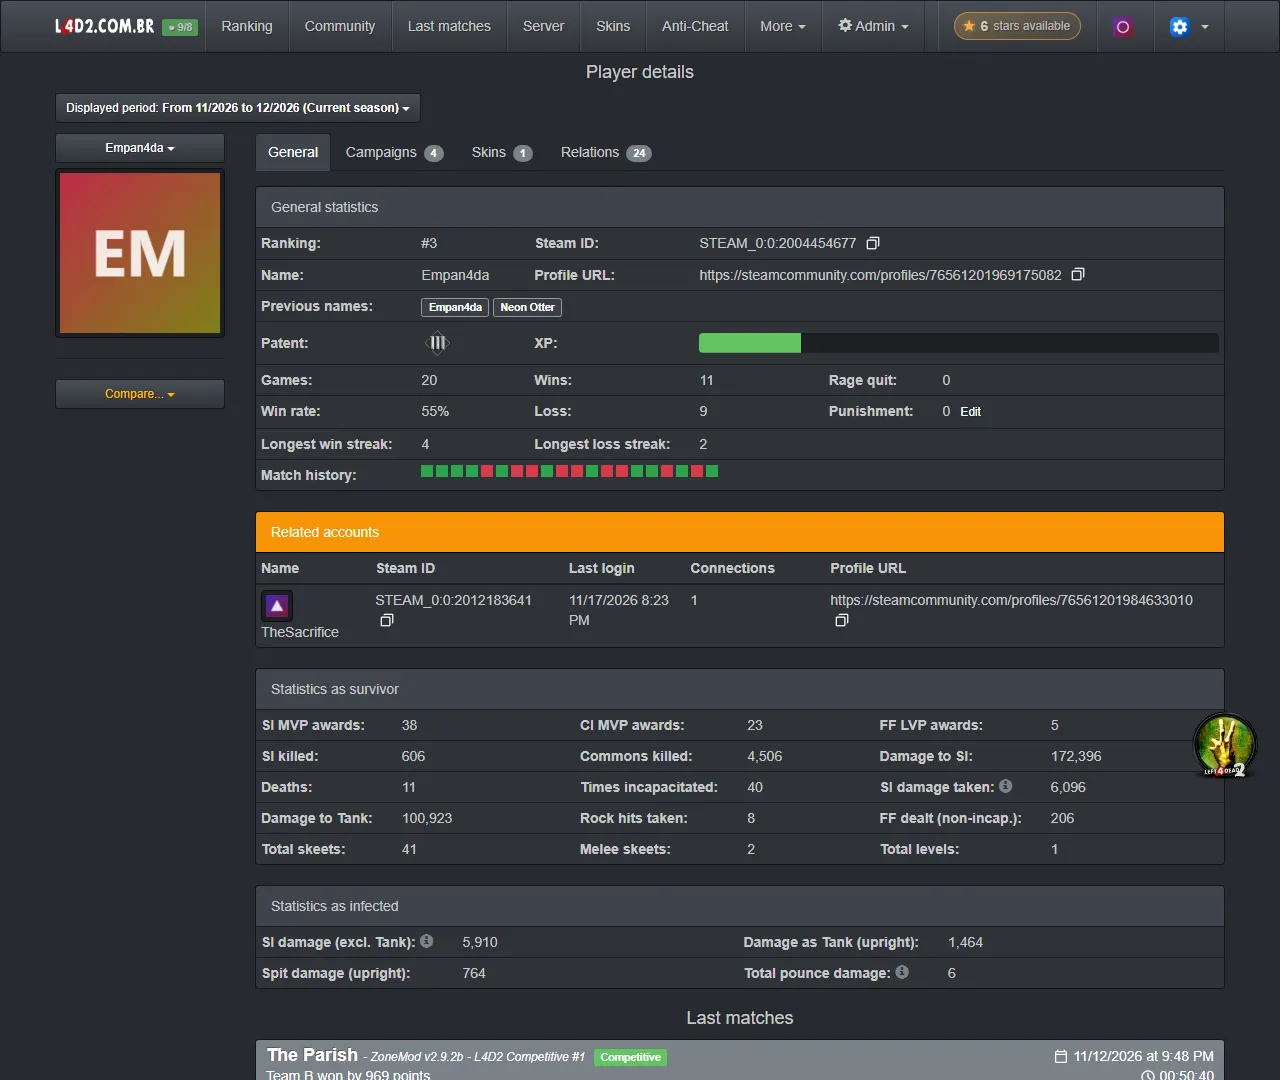 L4D2.COM.BR 9/8 Ranking Community Last matches Server Skins Anti-Cheat More Admin 6 stars available
Player details
Displayed period: From 11/2026 to 12/2026 (Current season)
Empan4da
EM
Compare...
General Campaigns 4 Skins 1 Relations 24
General statistics
Ranking: #3 Steam ID: STEAM_0:0:2004454677
Name: Empan4da Profile URL: https://steamcommunity.com/profiles/76561201969175082
Previous names: Empan4da Neon Otter
Patent: XP:
Games: 20 Wins: 11 Rage quit: 0
Win rate: 55% Loss: 9 Punishment: 0 Edit
Longest win streak: 4 Longest loss streak: 2
Match history:
Related accounts
Name Steam ID Last login Connections Profile URL
TheSacrifice STEAM_0:0:2012183641 11/17/2026 8:23 PM 1 https://steamcommunity.com/profiles/76561201984633010
Statistics as survivor
SI MVP awards: 38 CI MVP awards: 23 FF LVP awards: 5
SI killed: 606 Commons killed: 4,506 Damage to SI: 172,396
Deaths: 11 Times incapacitated: 40 SI damage taken: 6,096
Damage to Tank: 100,923 Rock hits taken: 8 FF dealt (non-incap.): 206
Total skeets: 41 Melee skeets: 2 Total levels: 1
LEFT 4 DEAD 2
Statistics as infected
SI damage (excl. Tank): 5,910 Damage as Tank (upright): 1,464
Spit damage (upright): 764 Total pounce damage: 6
Last matches
The Parish - ZoneMod v2.9.2b - L4D2 Competitive #1 Competitive 11/12/2026 at 9:48 PM
Team B won by 969 points 00:50:40